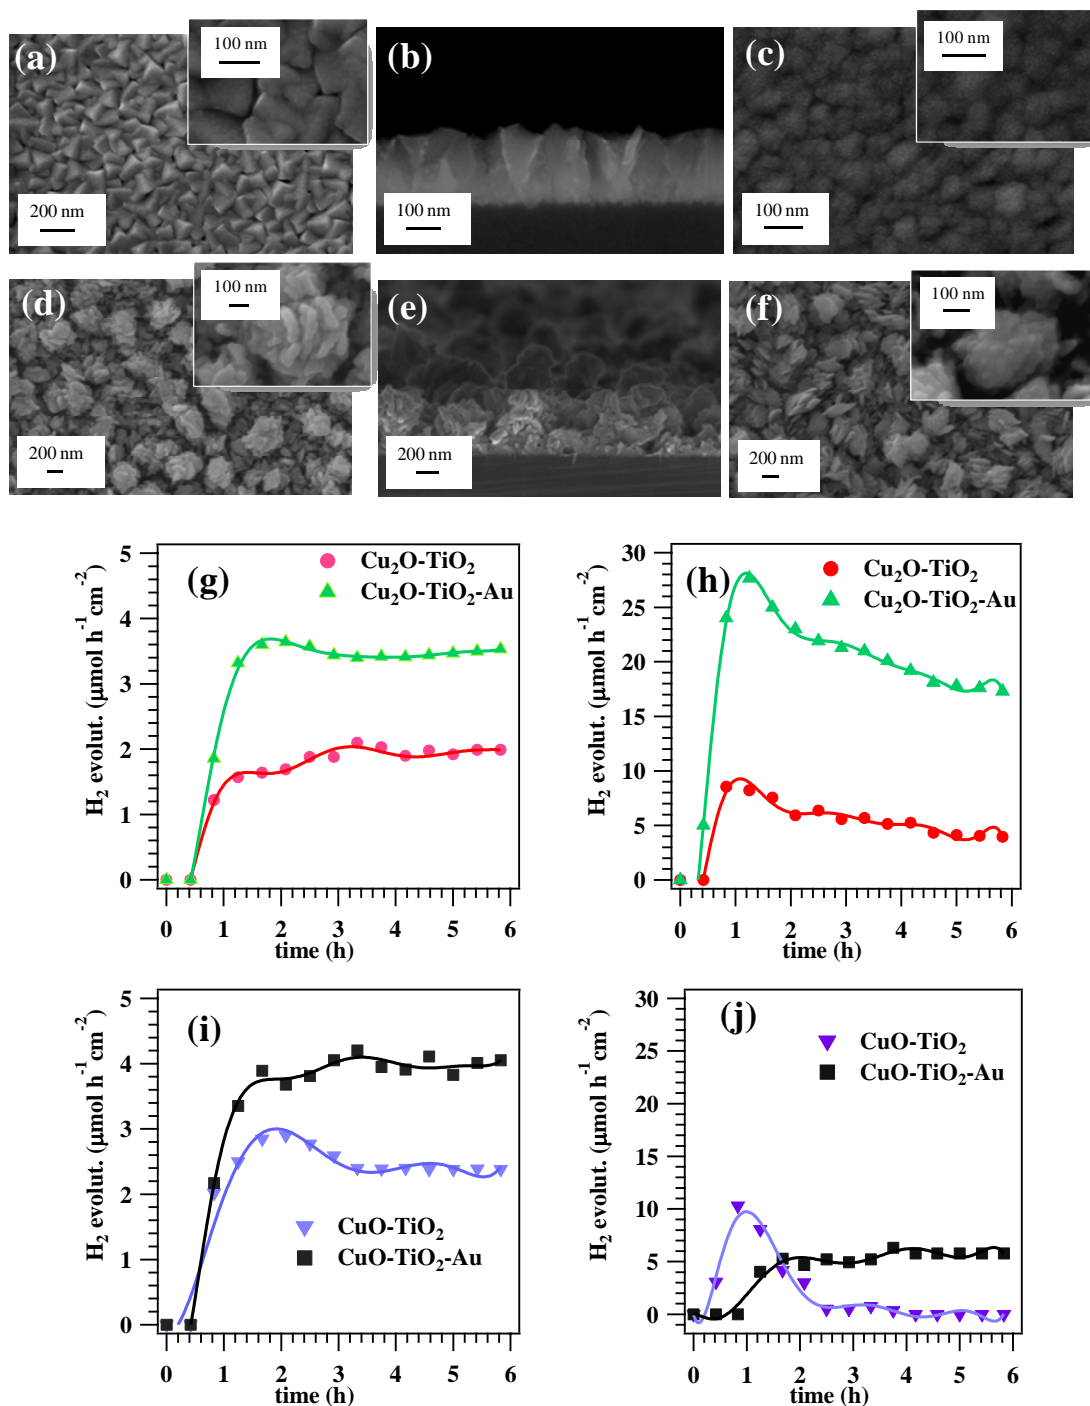 (a)
100 nm
200 nm
(b)
100 nm
(c)
100 nm
100 nm
(d)
100 nm
200 nm
(e)
200 nm
(f)
100 nm
200 nm
(g)
Cu₂O-TiO₂
Cu₂O-TiO₂-Au
H₂ evolut. (μmol h⁻¹ cm⁻²)
5
4
3
2
1
0
0 1 2 3 4 5 6
time (h)
(h)
Cu₂O-TiO₂
Cu₂O-TiO₂-Au
H₂ evolut. (μmol h⁻¹ cm⁻²)
30
25
20
15
10
5
0
0 1 2 3 4 5 6
time (h)
(i)
CuO-TiO₂
CuO-TiO₂-Au
H₂ evolut. (μmol h⁻¹ cm⁻²)
5
4
3
2
1
0
0 1 2 3 4 5 6
time (h)
(j)
CuO-TiO₂
CuO-TiO₂-Au
H₂ evolut. (μmol h⁻¹ cm⁻²)
30
25
20
15
10
5
0
0 1 2 3 4 5 6
time (h)